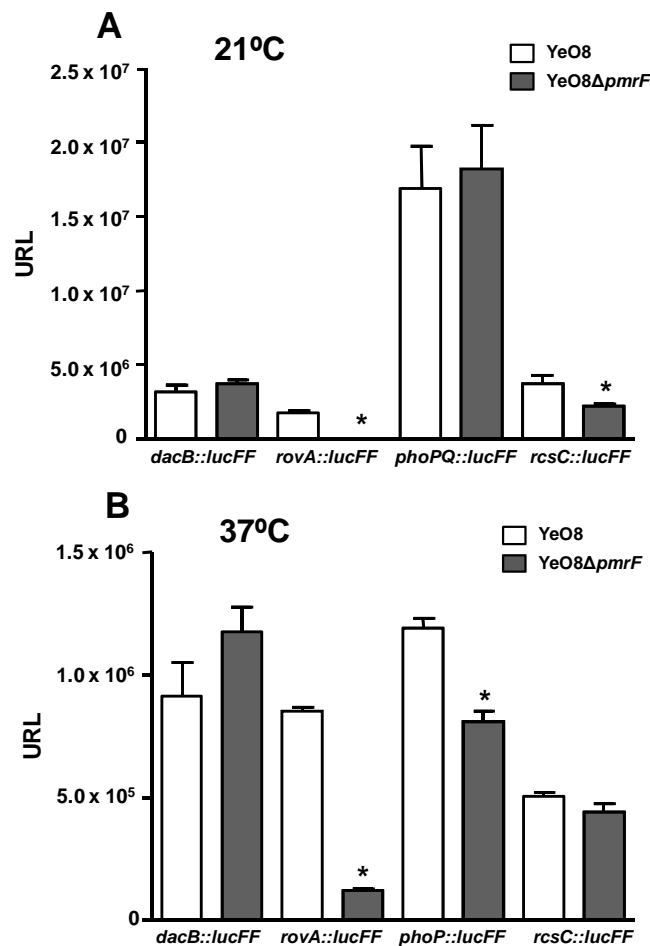 A
21ºC
YeO8
YeO8ΔpmrF
2.5 x 10⁷
2.0 x 10⁷
1.5 x 10⁷
1.0 x 10⁷
5.0 x 10⁶
0
URL
*
*
dacB::lucFF rovA::lucFF phoPQ::lucFF rcsC::lucFF
B
37ºC
YeO8
YeO8ΔpmrF
1.5 x 10⁶
1.0 x 10⁶
5.0 x 10⁵
0
URL
*
*
dacB::lucFF rovA::lucFF phoP::lucFF rcsC::lucFF